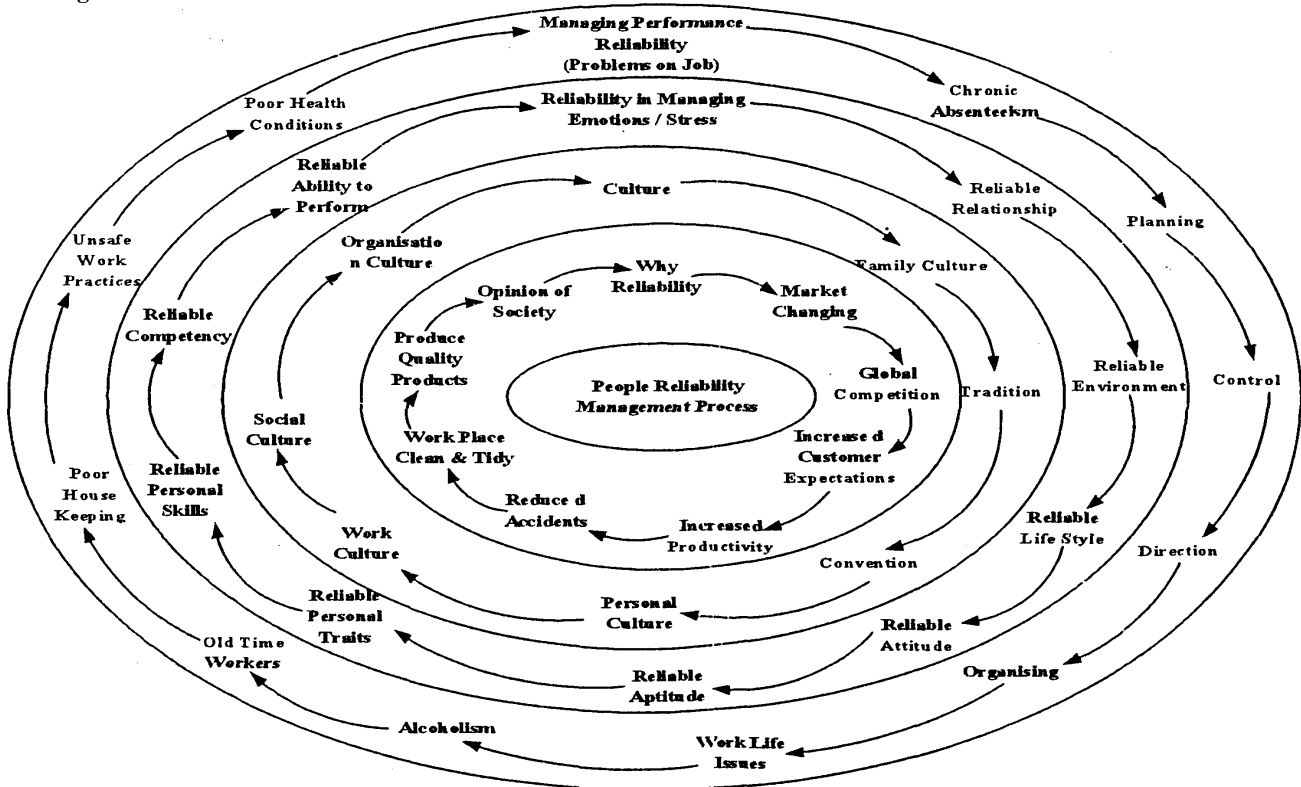 Managing Performance
Reliability
(Problems on Job)
Chronic
Absenteeism
Planning
Control
Direction
Organising
Work Life
Issues
Alcoholism
Old Time
Workers
Poor
House
Keeping
Unsafe
Work
Practices
Poor Health
Conditions
Reliability in Managing
Emotions / Stress
Reliable
Relationship
Reliable
Environment
Reliable
Life Style
Reliable
Attitude
Reliable
Aptitude
Reliable
Personal
Traits
Reliable
Personal
Skills
Reliable
Competency
Reliable
Ability to
Perform
Culture
Family Culture
Tradition
Convention
Personal
Culture
Work
Culture
Social
Culture
Organisatio
n Culture
Why
Reliability
Market
Changing
Global
Competition
Increased
Customer
Expectations
Increased
Productivity
Reduced
Accidents
Work Place
Clean & Tidy
Produce
Quality
Products
Opinion of
Society
People Reliability
Management Process